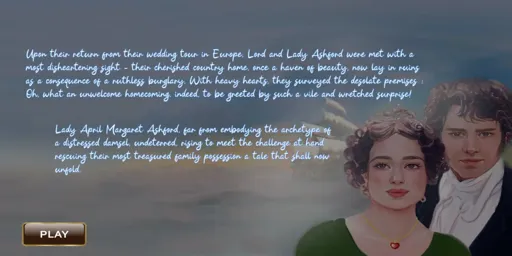 Upon their return from their wedding tour in Europe, Lord and Lady Ashford were met with a
most disheartening sight - their cherished country home, once a haven of beauty, now lay in ruins
as a consequence of a ruthless burglary. With heavy hearts, they surveyed the desolate premises :
Oh, what an unwelcome homecoming, indeed, to be greeted by such a vile and wretched surprise!
Lady April Margaret Ashford, far from embodying the archetype of
a distressed damsel, undeterred, rising to meet the challenge at hand
rescuing their most treasured family possession a tale that shall now
unfold.
PLAY